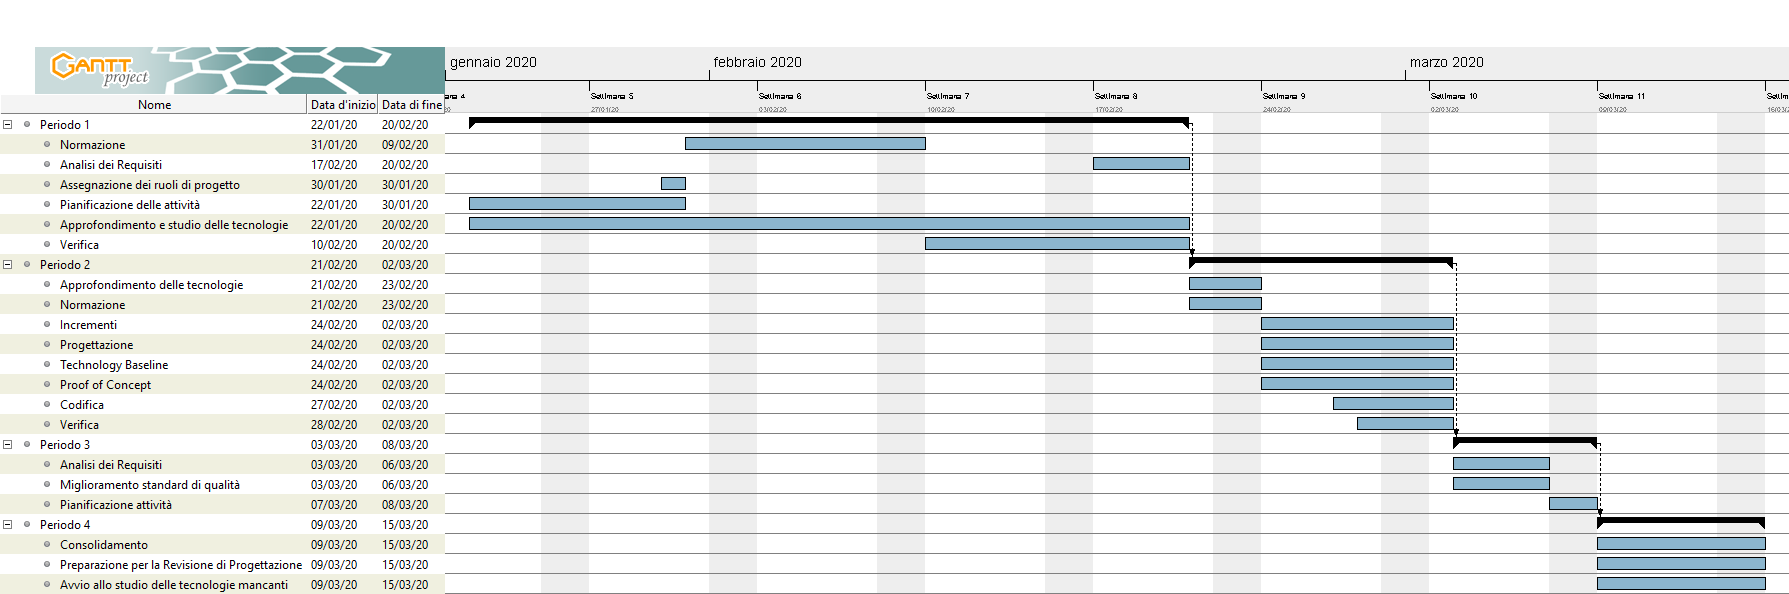 GANTT
project
gennaio 2020 febbraio 2020 marzo 2020
Settimana 5 Settimana 6 Settimana 7 Settimana 8 Settimana 9 Settimana 10 Settimana 11
27/01/20 03/02/20 10/02/20 17/02/20 24/02/20 02/03/20 09/03/20
Nome Data d'inizio Data di fine
Periodo 1 22/01/20 20/02/20
Normazione 31/01/20 09/02/20
Analisi dei Requisiti 17/02/20 20/02/20
Assegnazione dei ruoli di progetto 30/01/20 30/01/20
Pianificazione delle attività 22/01/20 30/01/20
Approfondimento e studio delle tecnologie 22/01/20 20/02/20
Verifica 10/02/20 20/02/20
Periodo 2 21/02/20 02/03/20
Approfondimento delle tecnologie 21/02/20 23/02/20
Normazione 21/02/20 23/02/20
Incrementi 24/02/20 02/03/20
Progettazione 24/02/20 02/03/20
Technology Baseline 24/02/20 02/03/20
Proof of Concept 24/02/20 02/03/20
Codifica 27/02/20 02/03/20
Verifica 28/02/20 02/03/20
Periodo 3 03/03/20 08/03/20
Analisi dei Requisiti 03/03/20 06/03/20
Miglioramento standard di qualità 03/03/20 06/03/20
Pianificazione attività 07/03/20 08/03/20
Periodo 4 09/03/20 15/03/20
Consolidamento 09/03/20 15/03/20
Preparazione per la Revisione di Progettazione 09/03/20 15/03/20
Avvio allo studio delle tecnologie mancanti 09/03/20 15/03/20